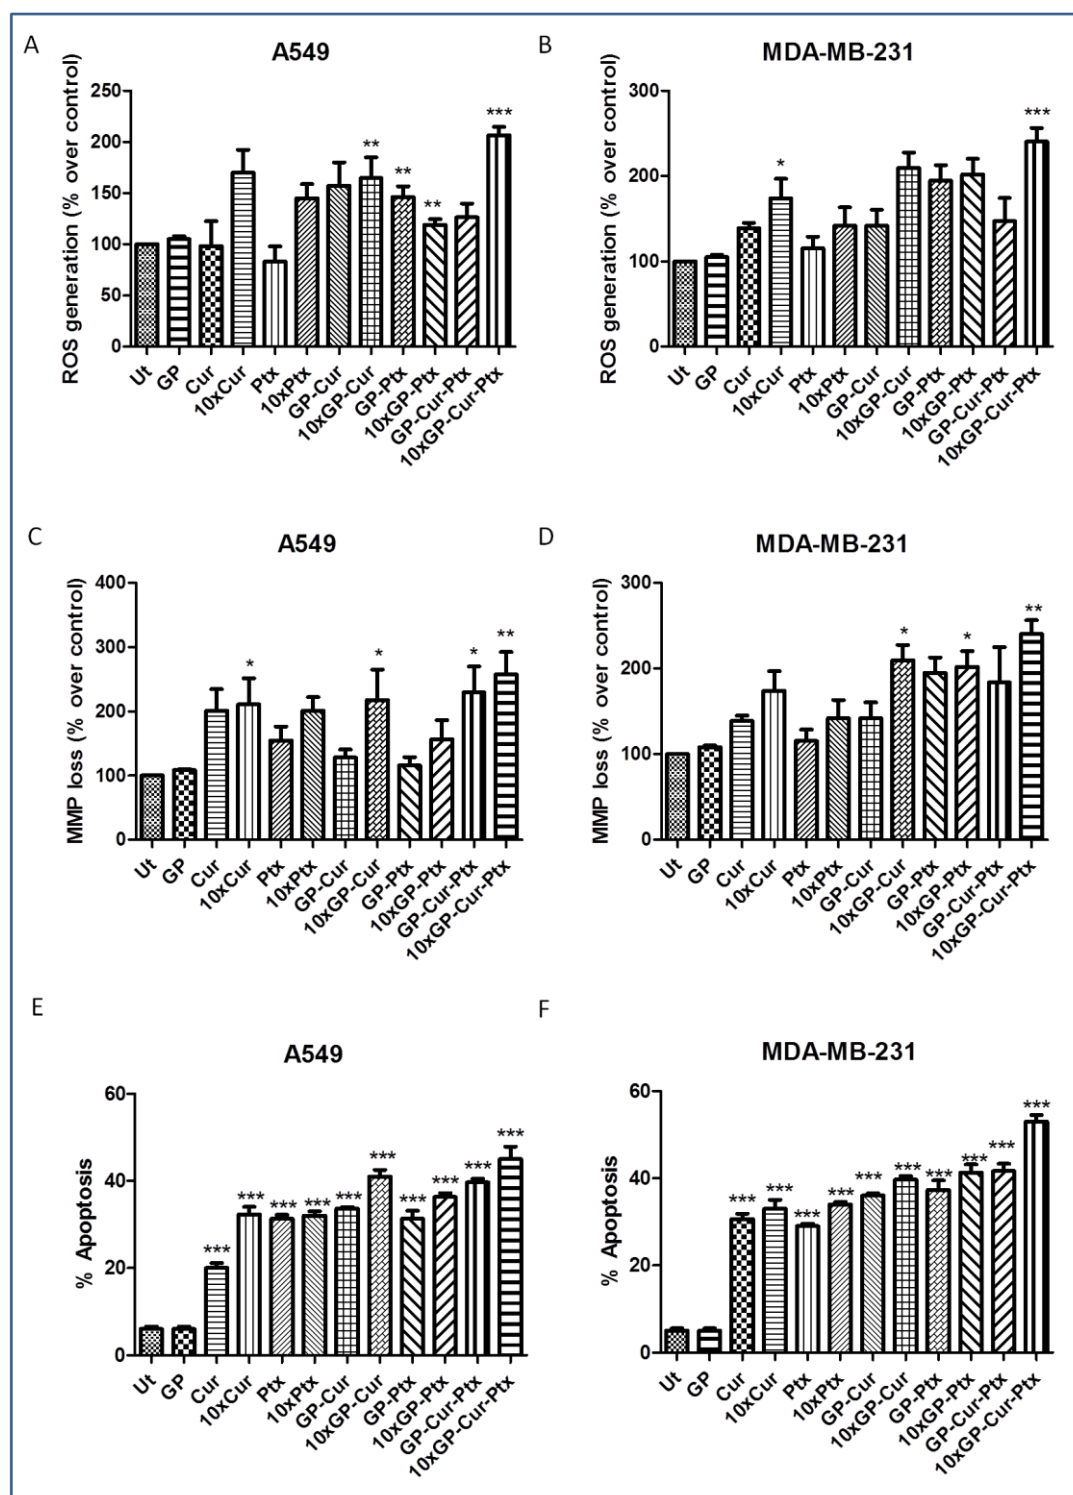 A
A549
ROS generation (% over control)
250
200
150
100
50
0
**
**
**
***
Ut
GP
Cur
10xCur
Ptx
10xPtx
GP-Cur
10xGP-Cur
GP-Ptx
10xGP-Ptx
GP-Cur-Ptx
10xGP-Cur-Ptx
B
MDA-MB-231
ROS generation (% over control)
300
200
100
0
*
***
Ut
GP
Cur
10xCur
Ptx
10xPtx
GP-Cur
10xGP-Cur
GP-Ptx
10xGP-Ptx
GP-Cur-Ptx
10xGP-Cur-Ptx
C
A549
MMP loss (% over control)
400
300
200
100
0
*
*
*
**
Ut
GP
Cur
10xCur
Ptx
10xPtx
GP-Cur
10xGP-Cur
GP-Ptx
10xGP-Ptx
GP-Cur-Ptx
10xGP-Cur-Ptx
D
MDA-MB-231
MMP loss (% over control)
300
200
100
0
*
*
**
Ut
GP
Cur
10xCur
Ptx
10xPtx
GP-Cur
10xGP-Cur
GP-Ptx
10xGP-Ptx
GP-Cur-Ptx
10xGP-Cur-Ptx
E
A549
% Apoptosis
60
40
20
0
***
***
***
***
***
***
***
***
***
***
Ut
GP
Cur
10xCur
Ptx
10xPtx
GP-Cur
10xGP-Cur
GP-Ptx
10xGP-Ptx
GP-Cur-Ptx
10xGP-Cur-Ptx
F
MDA-MB-231
% Apoptosis
60
40
20
0
***
***
***
***
***
***
***
***
***
***
Ut
GP
Cur
10xCur
Ptx
10xPtx
GP-Cur
10xGP-Cur
GP-Ptx
10xGP-Ptx
GP-Cur-Ptx
10xGP-Cur-Ptx